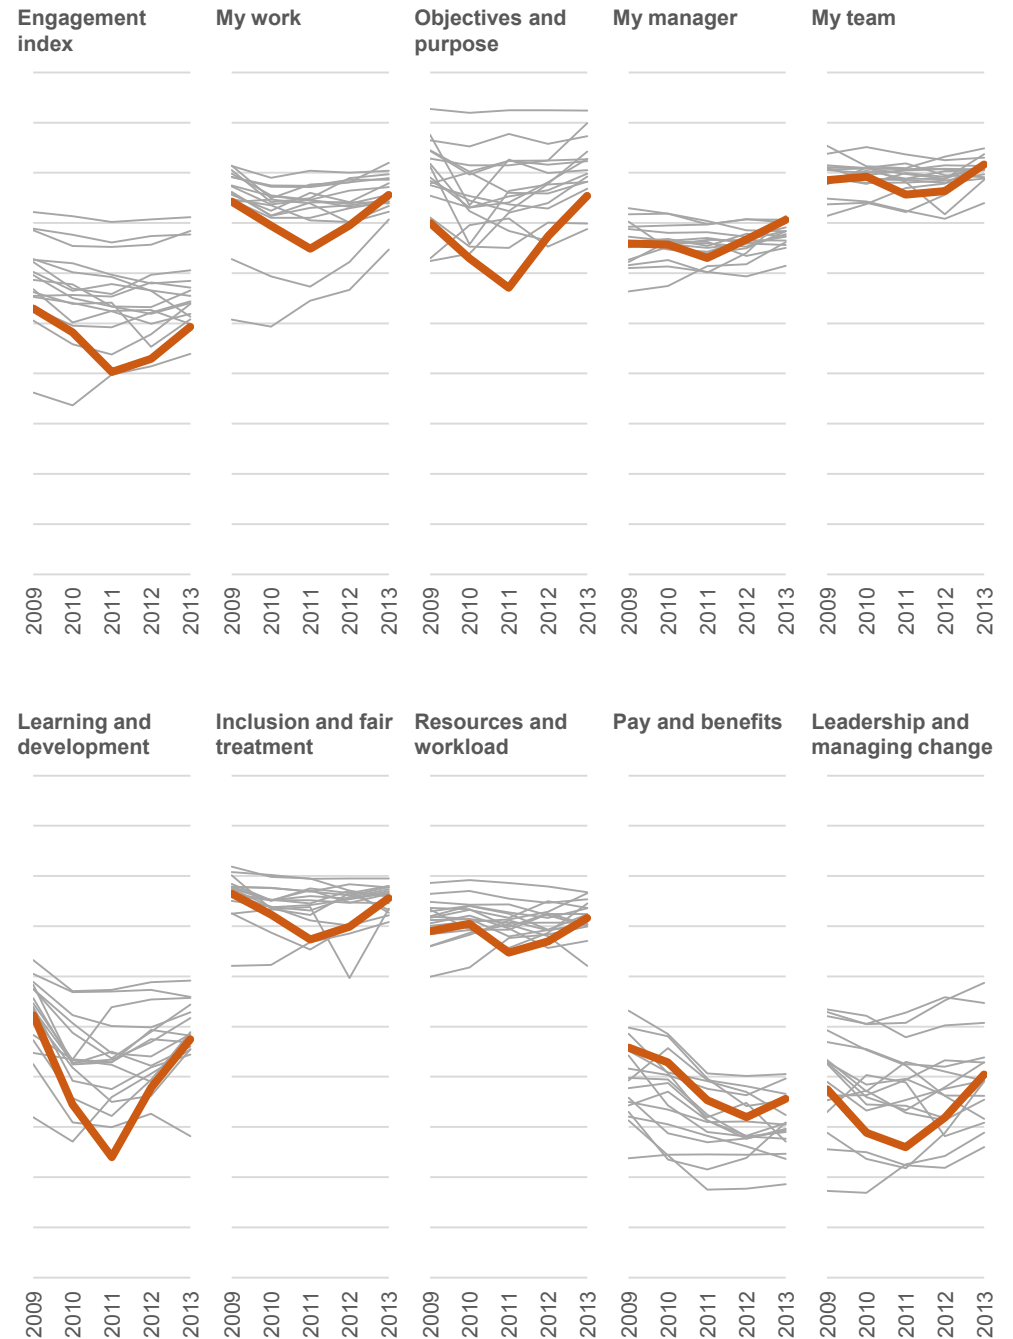 Engagement
index
My work
Objectives and
purpose
My manager
My team
2009 2010 2011 2012 2013
2009 2010 2011 2012 2013
2009 2010 2011 2012 2013
2009 2010 2011 2012 2013
2009 2010 2011 2012 2013
Learning and
development
Inclusion and fair
treatment
Resources and
workload
Pay and benefits
Leadership and
managing change
2009 2010 2011 2012 2013
2009 2010 2011 2012 2013
2009 2010 2011 2012 2013
2009 2010 2011 2012 2013
2009 2010 2011 2012 2013